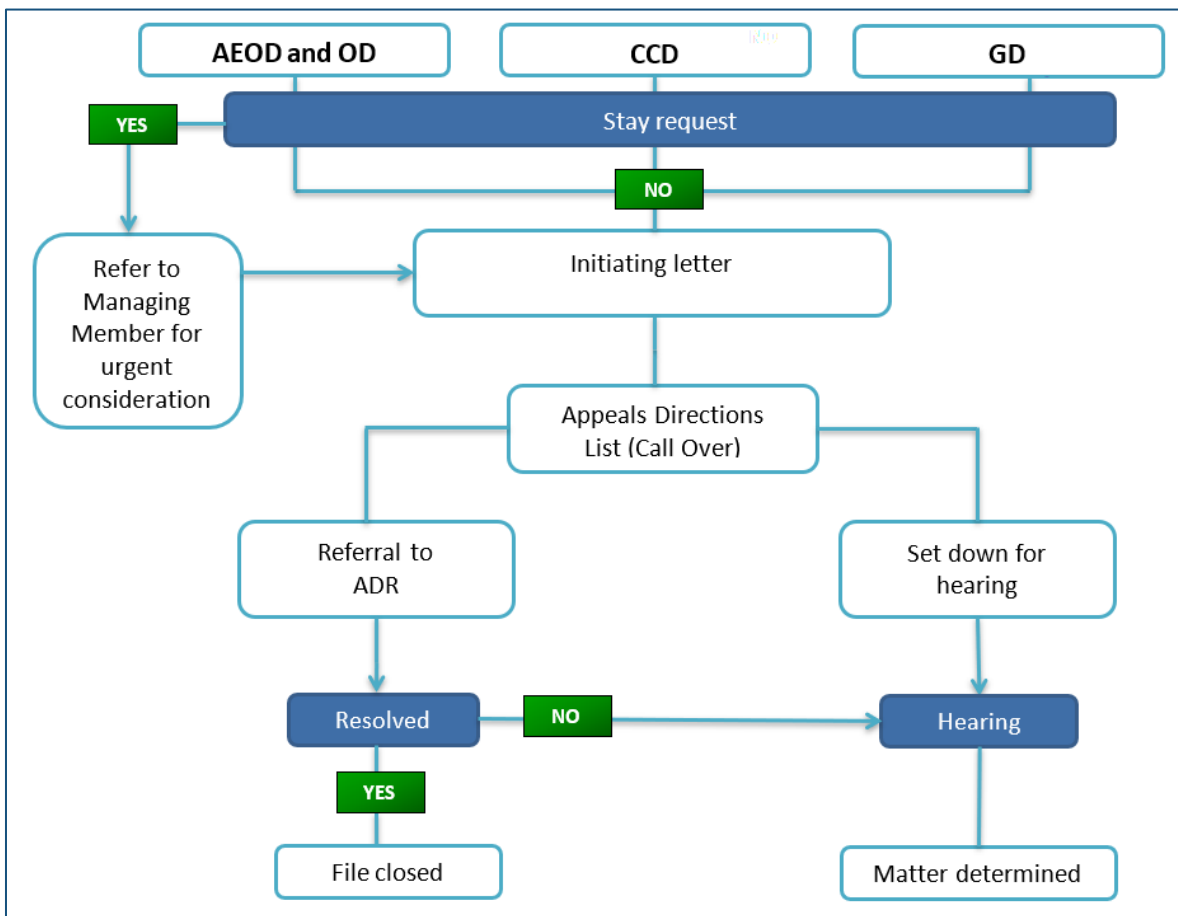 AEOD and OD
CCD
GD
YES
Stay request
NO
Refer to
Managing
Member for
urgent
consideration
Initiating letter
Appeals Directions
List (Call Over)
Referral to
ADR
Set down for
hearing
Resolved
NO
Hearing
YES
File closed
Matter determined